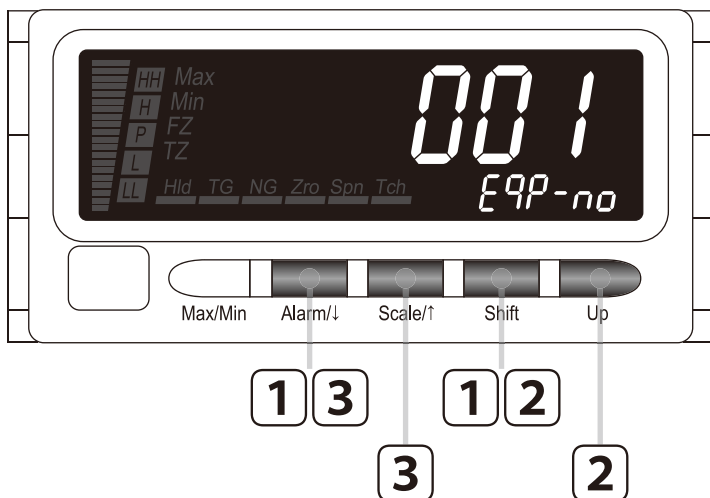 HH Max
H Min
P FZ
L TZ
LL Hld TG NG Zro Spn Tch
001
EqP-no
Max/Min Alarm/↓ Scale/↑ Shift Up
1 3 1 2
3 2